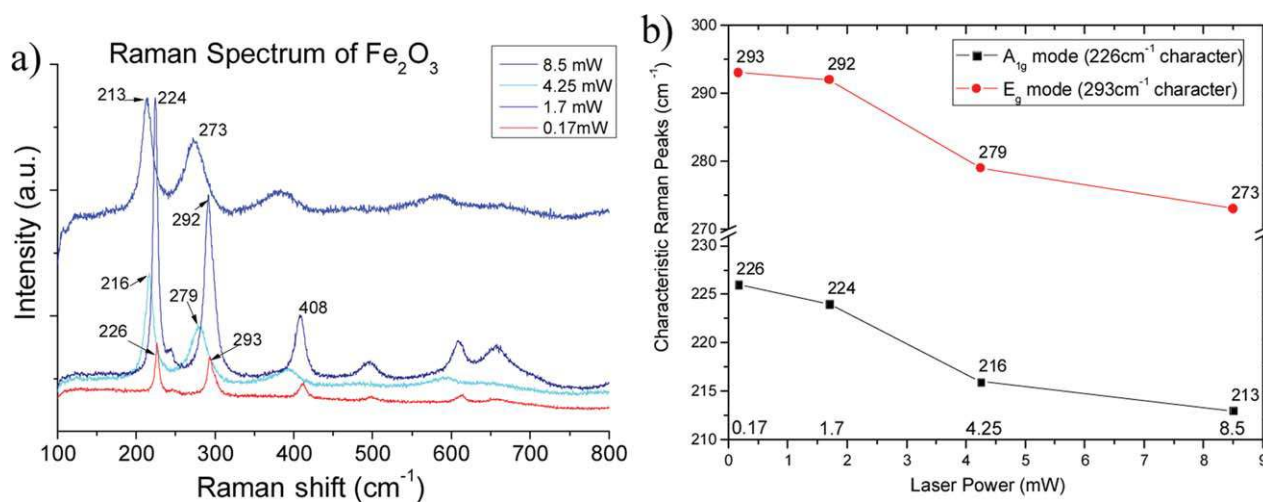 a)
Raman Spectrum of Fe₂O₃
8.5 mW
4.25 mW
1.7 mW
0.17mW
213
224
273
292
216
279
408
226
293
Intensity (a.u.)
100 200 300 400 500 600 700 800
Raman shift (cm⁻¹)
b)
300
295
290
285
280
275
270
230
225
220
215
210
Characteristic Raman Peaks (cm⁻¹)
A₁g mode (226cm⁻¹ character)
Eg mode (293cm⁻¹ character)
293
292
279
273
226
224
216
213
0.17 1.7 4.25 8.5
0 1 2 3 4 5 6 7 8 9
Laser Power (mW)